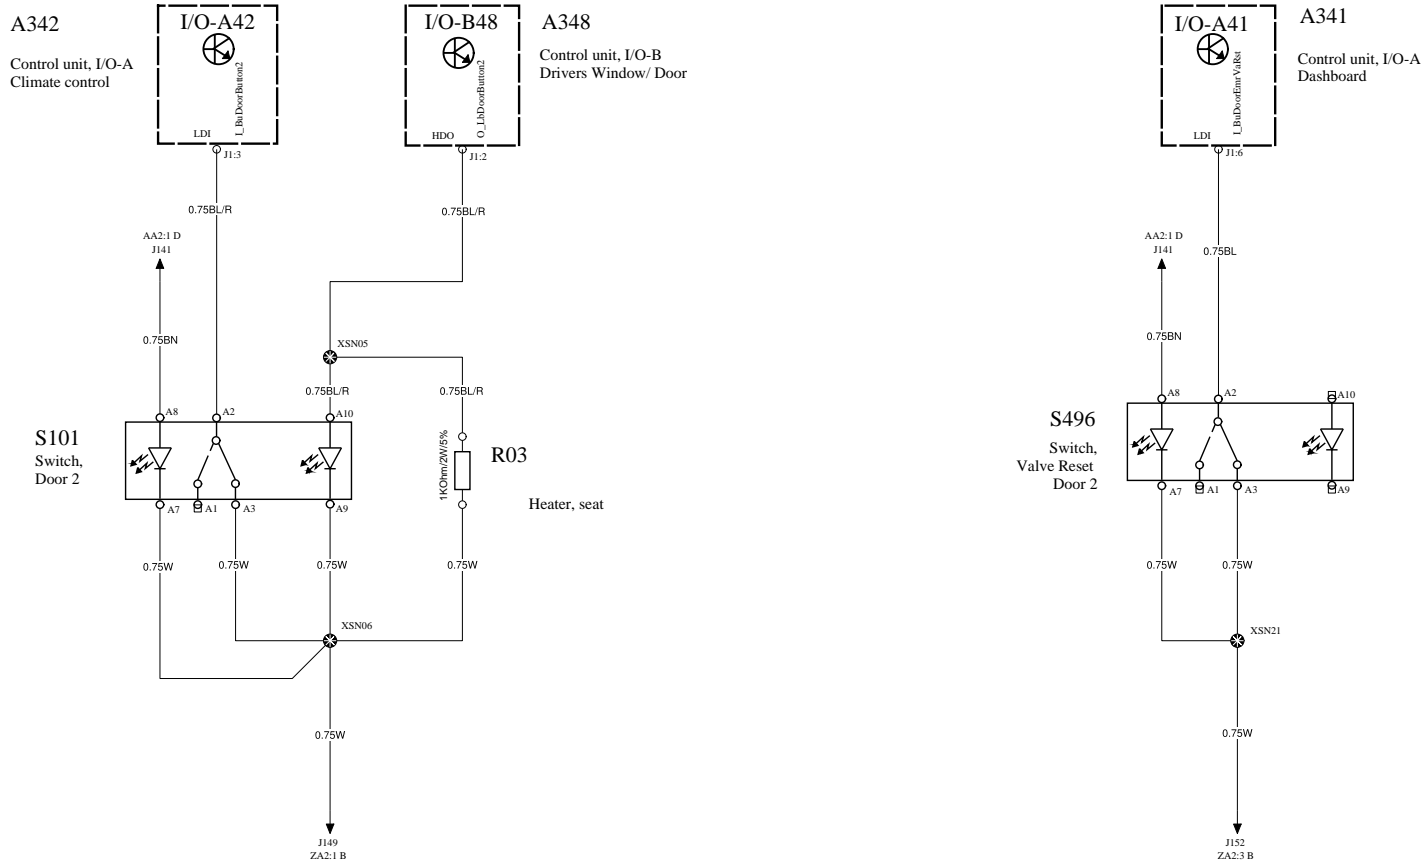 A342
Control unit, I/O-A
Climate control
I/O-A42
I_BuDoorButton2
LDI
J1:3
I/O-B48
O_LbDoorButton2
HDO
J1:2
A348
Control unit, I/O-B
Drivers Window/ Door
I/O-A41
I_BuDoorEmrVaRst
LDI
J1:6
A341
Control unit, I/O-A
Dashboard
0.75BL/R
0.75BL/R
AA2:1 D
J141
0.75BN
XSN05
0.75BL/R
0.75BL/R
AA2:1 D
J141
0.75BL
0.75BN
A8
A2
A10
S101
Switch,
Door 2
A7
A1
A3
A9
1KOhm/2W/5%
R03
Heater, seat
A8
A2
A10
S496
Switch,
Valve Reset
Door 2
A7
A1
A3
A9
0.75W
0.75W
0.75W
0.75W
0.75W
0.75W
XSN06
XSN21
0.75W
0.75W
J149
ZA2:1 B
J152
ZA2:3 B